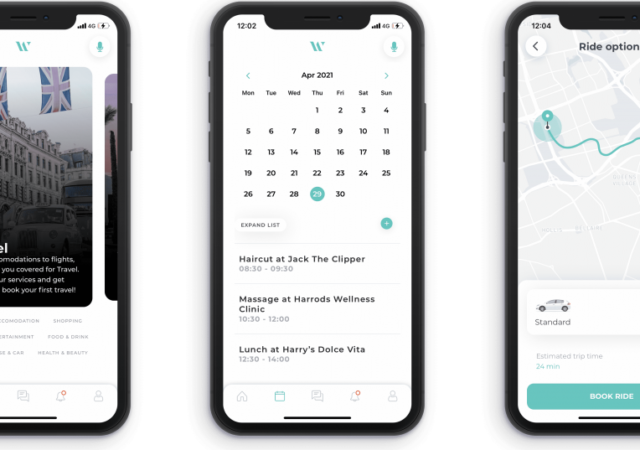 4G
el
comodations to flights,
you covered for Travel.
ur services and get
book your first travel!
COMODATION SHOPPING
ERTAINMENT FOOD & DRINK
SE & CAR HEALTH & BEAUTY
12:02 4G
Apr 2021
Mon Tue Wed Thu Fri Sat Sun
1 2 3 4
5 6 7 8 9 10 11
12 13 14 15 16 17 18
19 20 21 22 23 24 25
26 27 28 29 30
EXPAND LIST
Haircut at Jack The Clipper
08:30 - 09:30
Massage at Harrods Wellness
Clinic
10:30 - 12:00
Lunch at Harry's Dolce Vita
12:30 - 14:00
12:04
Ride option
Standard
Estimated trip time
24 min
BOOK RIDE